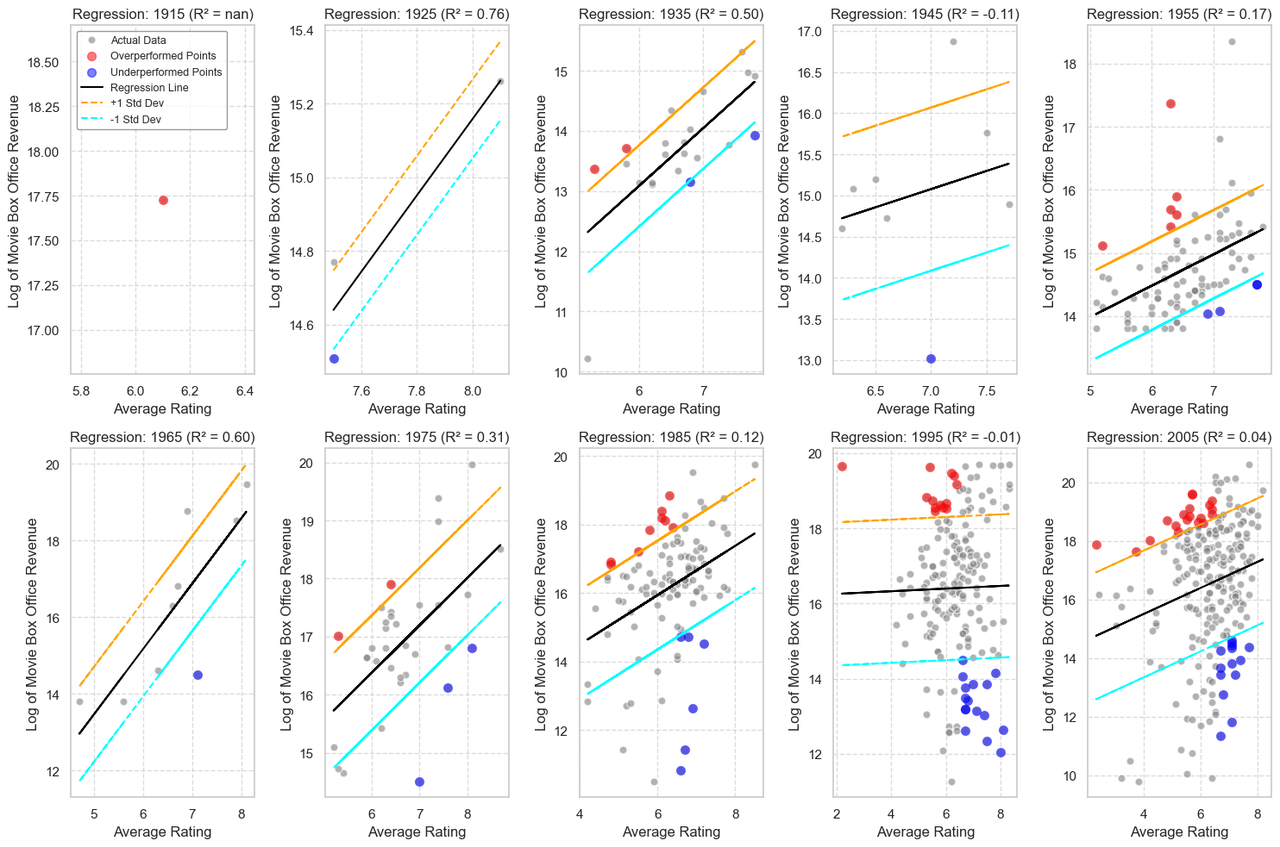 Regression: 1915 (R² = nan)
Log of Movie Box Office Revenue
18.50
18.25
18.00
17.75
17.50
17.25
17.00
Actual Data
Overperformed Points
Underperformed Points
Regression Line
+1 Std Dev
-1 Std Dev
5.8 6.0 6.2 6.4
Average Rating
Regression: 1925 (R² = 0.76)
Log of Movie Box Office Revenue
15.4
15.2
15.0
14.8
14.6
7.6 7.8 8.0
Average Rating
Regression: 1935 (R² = 0.50)
Log of Movie Box Office Revenue
15
14
13
12
11
10
6 7
Average Rating
Regression: 1945 (R² = -0.11)
Log of Movie Box Office Revenue
17.0
16.5
16.0
15.5
15.0
14.5
14.0
13.5
13.0
6.5 7.0 7.5
Average Rating
Regression: 1955 (R² = 0.17)
Log of Movie Box Office Revenue
18
17
16
15
14
5 6 7
Average Rating
Regression: 1965 (R² = 0.60)
Log of Movie Box Office Revenue
20
18
16
14
12
5 6 7 8
Average Rating
Regression: 1975 (R² = 0.31)
Log of Movie Box Office Revenue
20
19
18
17
16
15
6 7 8
Average Rating
Regression: 1985 (R² = 0.12)
Log of Movie Box Office Revenue
20
18
16
14
12
4 6 8
Average Rating
Regression: 1995 (R² = -0.01)
Log of Movie Box Office Revenue
20
18
16
14
12
2 4 6 8
Average Rating
Regression: 2005 (R² = 0.04)
Log of Movie Box Office Revenue
20
18
16
14
12
10
4 6 8
Average Rating